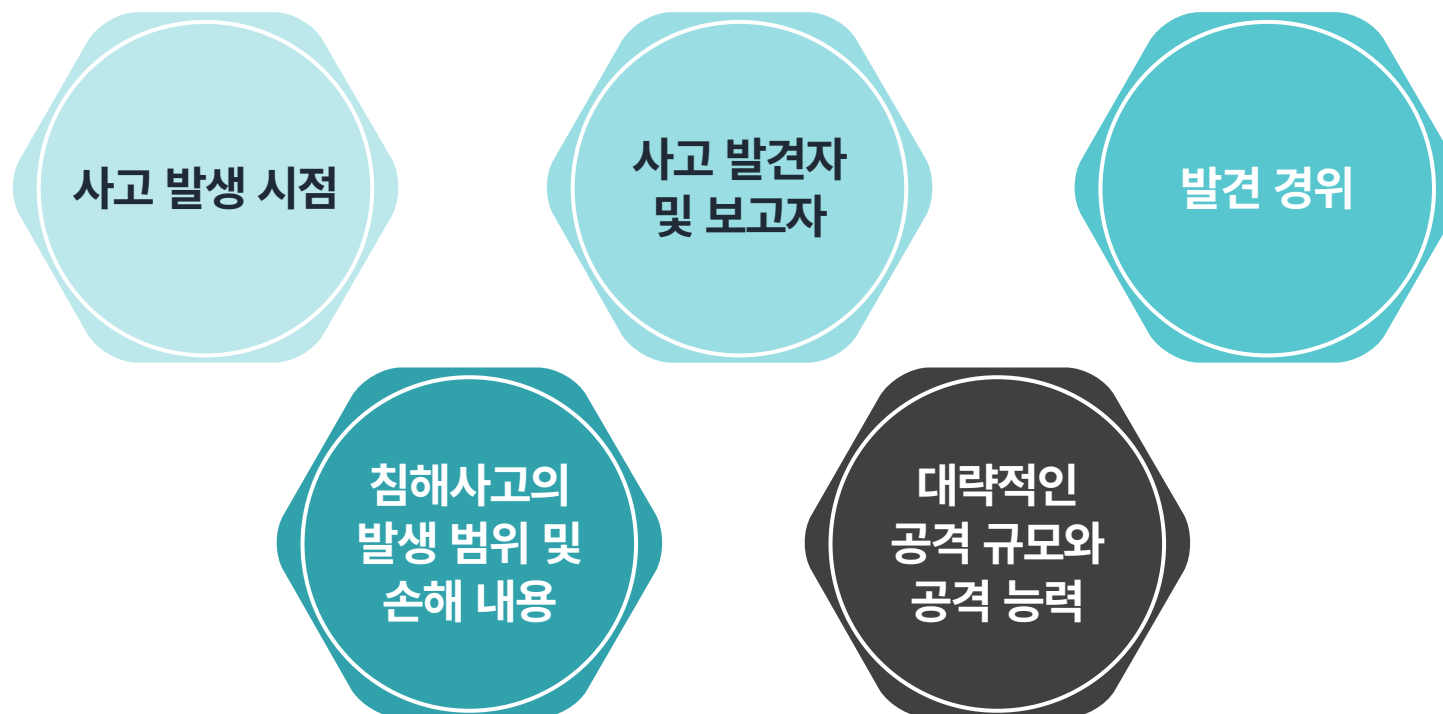 사고 발생 시점
사고 발견자
및 보고자
발견 경위
침해사고의
발생 범위 및
손해 내용
대략적인
공격 규모와
공격 능력